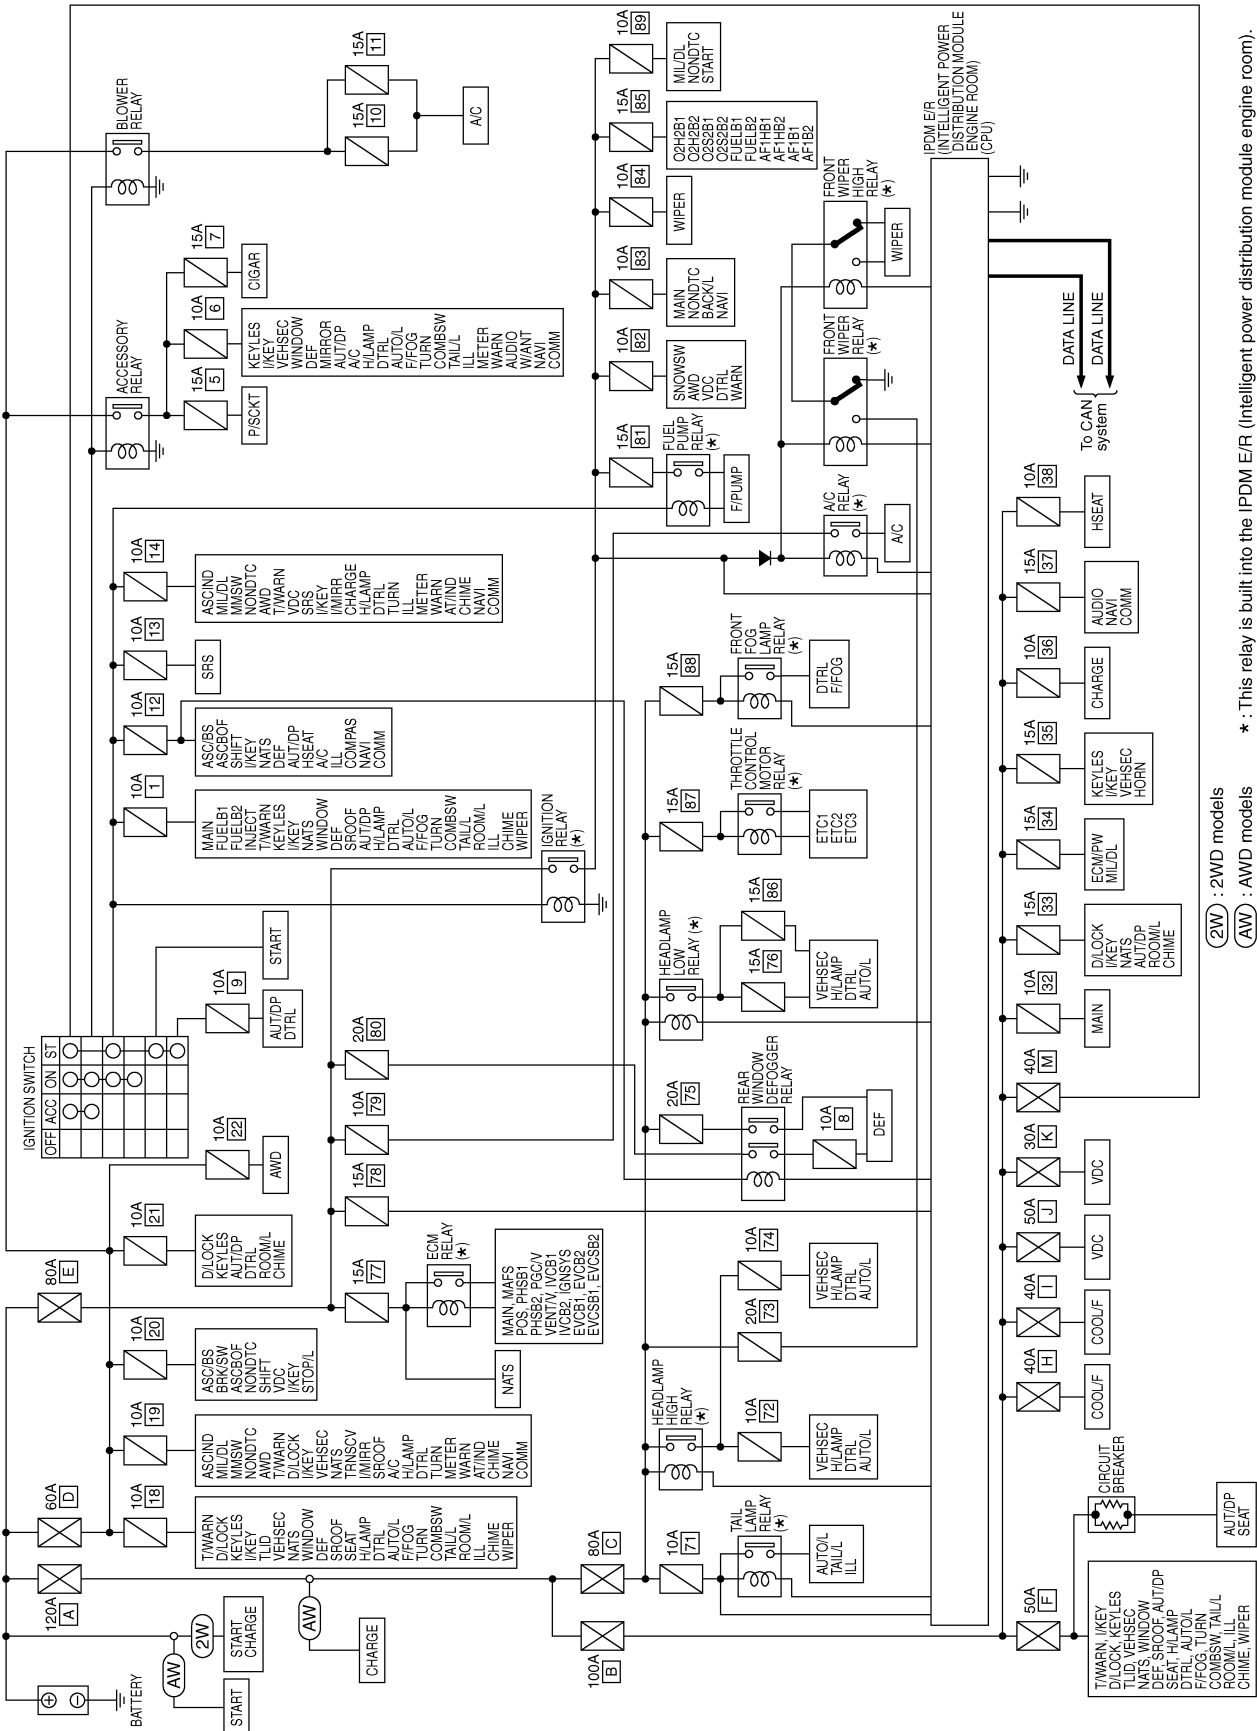 BATTERY
START
AW
2W
START
CHARGE
120A
A
AW
CHARGE
60A
D
80A
E
10A
18
T/WARN
D/LOCK
KEYLES
I/KEY
TLID
VEHSEC
NATS
WINDOW
DEF
SROOF
SEAT
H/LAMP
DTRL
AUTO/L
F/FOG
TURN
COMBSW
TAIL/L
ROOM/L
ILL
CHIME
WIPER
10A
19
ASCIND
MIL/DL
MMSW
NONDTC
AWD
T/WARN
D/LOCK
I/KEY
VEHSEC
NATS
TRNSCV
I/MIRR
SROOF
A/C
H/LAMP
DTRL
TURN
METER
WARN
AT/IND
CHIME
NAVI
COMM
10A
20
ASC/BS
BRK/SW
ASCBOF
NONDTC
SHIFT
VDC
I/KEY
STOP/L
10A
21
D/LOCK
KEYLES
AUT/DP
DTRL
ROOM/L
CHIME
10A
22
AWD
IGNITION SWITCH
OFF ACC ON ST
10A
9
AUT/DP
DTRL
START
10A
1
MAIN
FUELB1
FUELB2
INJECT
T/WARN
KEYLES
I/KEY
NATS
WINDOW
DEF
SROOF
AUT/DP
H/LAMP
DTRL
AUTO/L
F/FOG
TURN
COMBSW
TAIL/L
ROOM/L
ILL
CHIME
WIPER
10A
12
ASC/BS
ASCBOF
SHIFT
I/KEY
NATS
DEF
AUT/DP
HSEAT
A/C
ILL
COMPAS
NAVI
COMM
10A
13
SRS
10A
14
ASCIND
MIL/DL
MMSW
NONDTC
AWD
T/WARN
VDC
SRS
I/KEY
I/MIRR
CHARGE
H/LAMP
DTRL
TURN
ILL
METER
WARN
AT/IND
CHIME
NAVI
COMM
ACCESSORY
RELAY
15A
5
P/SCKT
10A
6
KEYLES
I/KEY
VEHSEC
WINDOW
DEF
MIRROR
AUT/DP
A/C
H/LAMP
DTRL
AUTO/L
F/FOG
TURN
COMBSW
TAIL/L
ILL
METER
WARN
AUDIO
W/ANT
NAVI
COMM
15A
7
CIGAR
BLOWER
RELAY
15A
10
15A
11
A/C
15A
77
ECM
RELAY
(*)
MAIN, MAFS
POS, PHSB1
PHSB2, PGC/V
VENT/V, IVCB1
IVCB2, IGNSYS
EVCB1, EVCB2
EVCSB1, EVCSB2
NATS
15A
78
10A
79
20A
80
IGNITION
RELAY
(*)
15A
81
FUEL
PUMP
RELAY
(*)
F/PUMP
10A
82
SNOWSW
AWD
VDC
DTRL
WARN
10A
83
MAIN
NONDTC
BACK/L
NAVI
10A
84
WIPER
15A
85
O2H2B1
O2H2B2
O2S2B1
O2S2B2
FUELB1
FUELB2
AF1HB1
AF1HB2
AF1B1
AF1B2
10A
89
MIL/DL
NONDTC
START
100A
B
80A
C
10A
71
TAIL
LAMP
RELAY
(*)
AUTO/L
TAIL/L
ILL
HEADLAMP
HIGH
RELAY
(*)
10A
72
VEHSEC
H/LAMP
DTRL
AUTO/L
20A
73
10A
74
VEHSEC
H/LAMP
DTRL
AUTO/L
20A
75
REAR
WINDOW
DEFOGGER
RELAY
10A
8
DEF
HEADLAMP
LOW
RELAY (*)
15A
76
15A
86
VEHSEC
H/LAMP
DTRL
AUTO/L
15A
87
THROTTLE
CONTROL
MOTOR
RELAY
(*)
ETC1
ETC2
ETC3
15A
88
FRONT
FOG
LAMP
RELAY
(*)
DTRL
F/FOG
A/C
RELAY
(*)
A/C
FRONT
WIPER
RELAY
(*)
FRONT
WIPER
HIGH
RELAY
(*)
WIPER
IPDM E/R
(INTELLIGENT POWER
DISTRIBUTION MODULE
ENGINE ROOM)
(CPU)
DATA LINE
DATA LINE
To CAN
system
50A
F
T/WARN, I/KEY
D/LOCK, KEYLES
TLID, VEHSEC
NATS, WINDOW
DEF, SROOF, AUT/DP
SEAT, H/LAMP
DTRL, AUTO/L
F/FOG, TURN
COMBSW, TAIL/L
ROOM/L, ILL
CHIME, WIPER
CIRCUIT
BREAKER
AUT/DP
SEAT
40A
H
COOL/F
40A
I
COOL/F
50A
J
VDC
30A
K
VDC
40A
M
10A
32
MAIN
15A
33
D/LOCK
I/KEY
NATS
AUT/DP
ROOM/L
CHIME
15A
34
ECM/PW
MIL/DL
15A
35
KEYLES
I/KEY
VEHSEC
HORN
10A
36
CHARGE
15A
37
AUDIO
NAVI
COMM
10A
38
HSEAT
2W : 2WD models
AW : AWD models
* : This relay is built into the IPDM E/R (Intelligent power distribution module engine room).